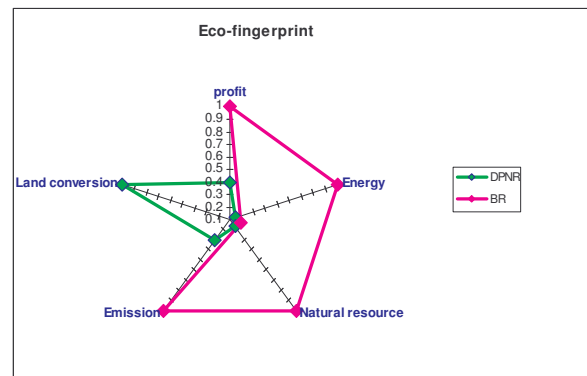 Eco-fingerprint
profit
1
0.9
0.8
0.7
0.6
0.5
0.4
0.3
0.2
0.1
Land conversion
Energy
Emission
Natural resource
DPNR
BR